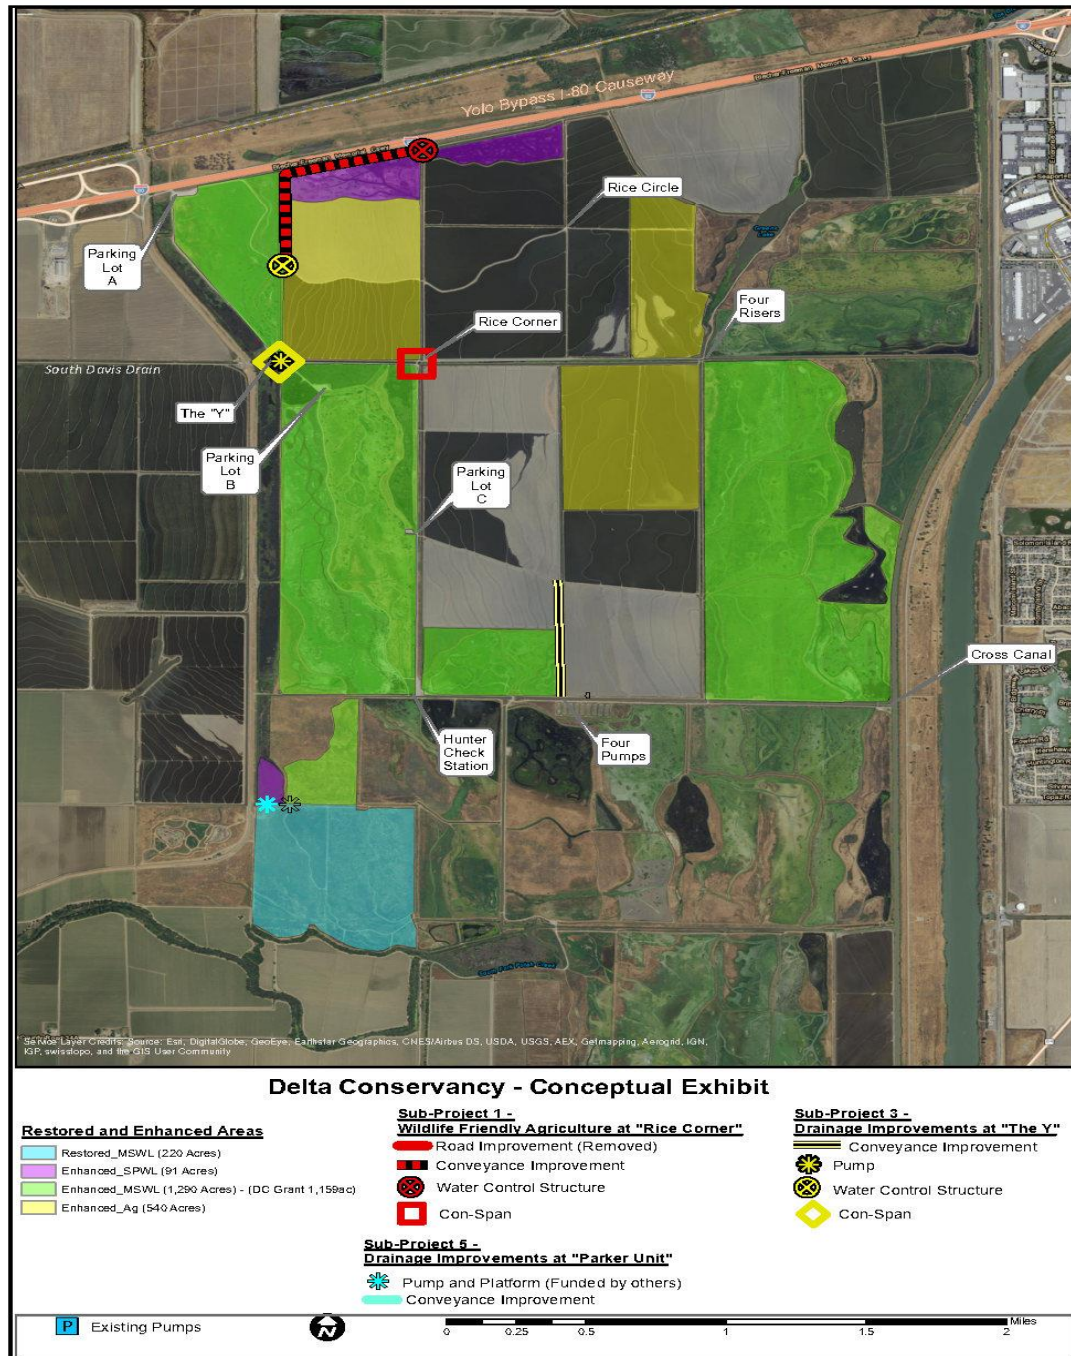 Yolo Bypass I-80 Causeway
Rice Circle
Parking
Lot
A
Four
Risers
Rice Corner
South Davis Drain
The "Y"
Parking
Lot
B
Parking
Lot
C
Cross Canal
Hunter
Check
Station
Four
Pumps
Service Layer Credits: Source: Esri, DigitalGlobe, GeoEye, Earthstar Geographics, CNES/Airbus DS, USDA, USGS, AEX, Getmapping, Aerogrid, IGN,
IGP, swisstopo, and the GIS User Community
Delta Conservancy - Conceptual Exhibit
Restored and Enhanced Areas
Restored_MSWL (220 Acres)
Enhanced_SPWL (91 Acres)
Enhanced_MSWL (1,290 Acres) - (DC Grant 1,159ac)
Enhanced_Ag (540 Acres)
Sub-Project 1 -
Wildlife Friendly Agriculture at "Rice Corner"
Road Improvement (Removed)
Conveyance Improvement
Water Control Structure
Con-Span
Sub-Project 3 -
Drainage Improvements at "The Y"
Conveyance Improvement
Pump
Water Control Structure
Con-Span
Sub-Project 5 -
Drainage Improvements at "Parker Unit"
Pump and Platform (Funded by others)
Conveyance Improvement
P Existing Pumps
N
Miles
0 0.25 0.5 1 1.5 2